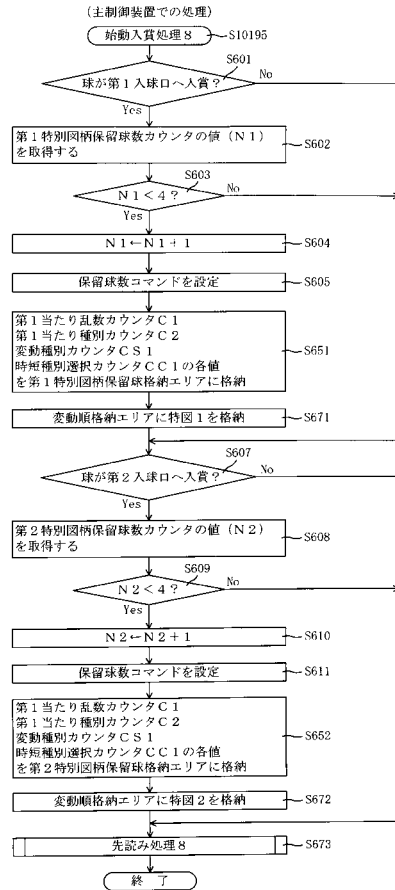 (主制御装置での処理)
始動入賞処理8
S10195
S601
球が第1入球口へ入賞?
No
Yes
第1特別図柄保留球数カウンタの値(N1)
を取得する
S602
S603
N1<4?
No
Yes
N1←N1+1
S604
保留球数コマンドを設定
S605
第1当たり乱数カウンタC1
第1当たり種別カウンタC2
変動種別カウンタCS1
時短種別選択カウンタCC1の各値
を第1特別図柄保留球格納エリアに格納
S651
変動順格納エリアに特図1を格納
S671
S607
球が第2入球口へ入賞?
No
Yes
第2特別図柄保留球数カウンタの値(N2)
を取得する
S608
S609
N2<4?
No
Yes
N2←N2+1
S610
保留球数コマンドを設定
S611
第1当たり乱数カウンタC1
第1当たり種別カウンタC2
変動種別カウンタCS1
時短種別選択カウンタCC1の各値
を第2特別図柄保留球格納エリアに格納
S652
変動順格納エリアに特図2を格納
S672
先読み処理8
S673
終了